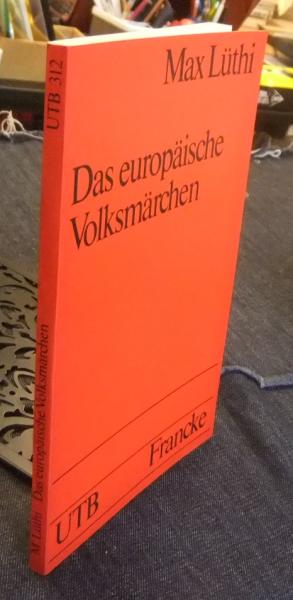 Max Lüthi
Das europäische
Volksmärchen
Francke
UTB
UTB 312
M. Lüthi Das europäische Volksmärchen